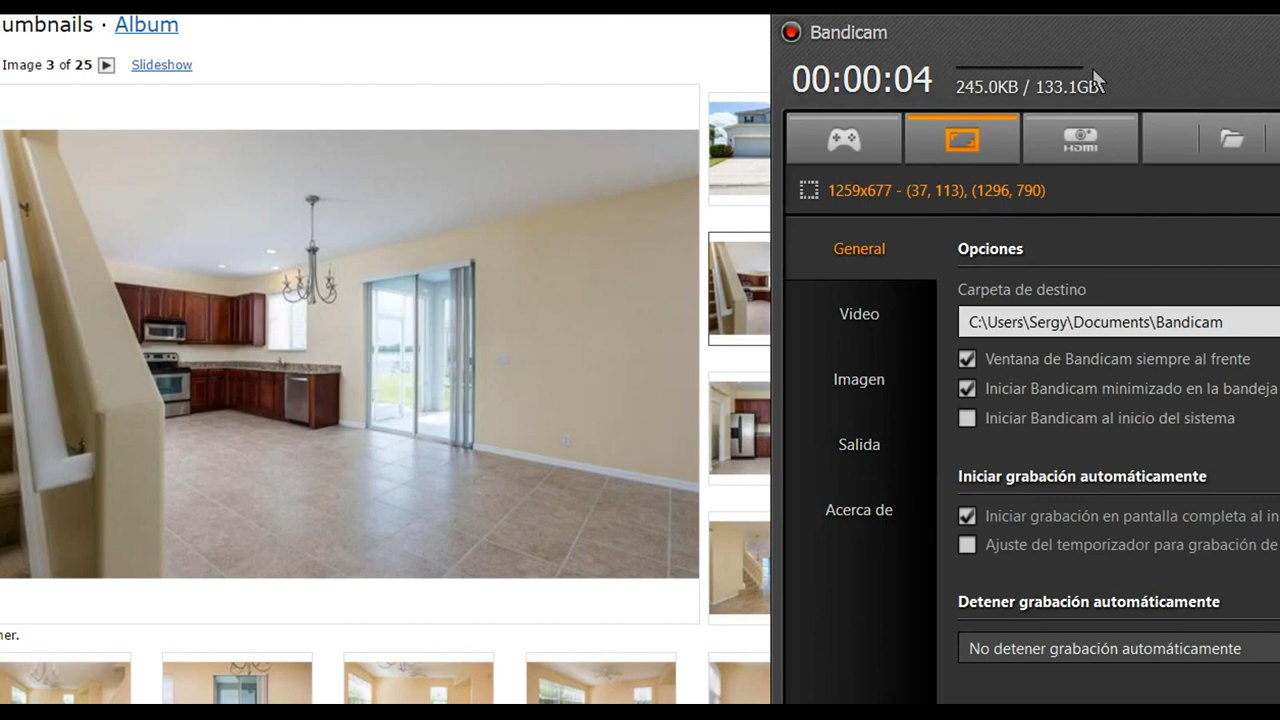 umbnails · Album
Image 3 of 25
Slideshow
ner.
Bandicam
00:00:04
245.0KB / 133.1GB
HDMI
1259x677 - (37, 113), (1296, 790)
General
Video
Imagen
Salida
Acerca de
Opciones
Carpeta de destino
C:\Users\Sergy\Documents\Bandicam
Ventana de Bandicam siempre al frente
Iniciar Bandicam minimizado en la bandeja
Iniciar Bandicam al inicio del sistema
Iniciar grabación automáticamente
Iniciar grabación en pantalla completa al in
Ajuste del temporizador para grabación de
Detener grabación automáticamente
No detener grabación automáticamente